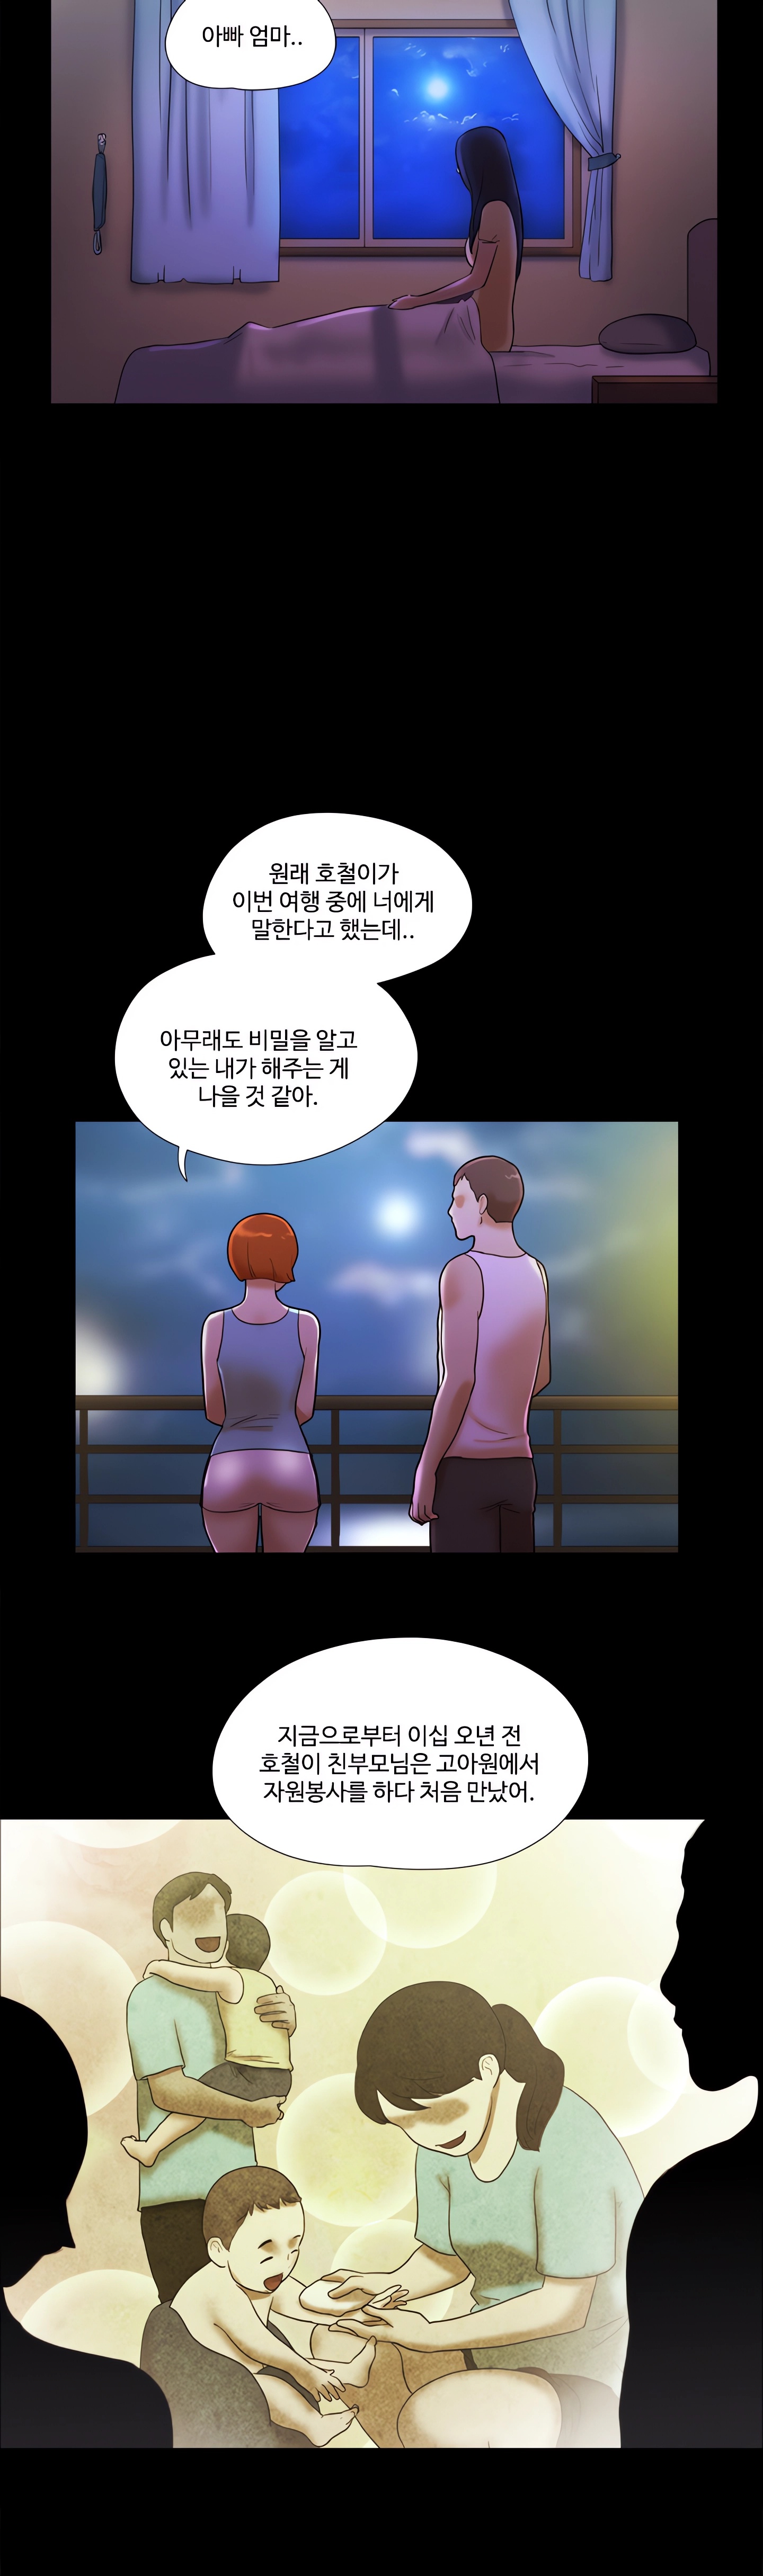 아빠 엄마..
원래 호철이가
이번 여행 중에 너에게
말한다고 했는데..
아무래도 비밀을 알고
있는 내가 해주는 게
나을 것 같아.
지금으로부터 이십 오년 전
호철이 친부모님은 고아원에서
자원봉사를 하다 처음 만났어.